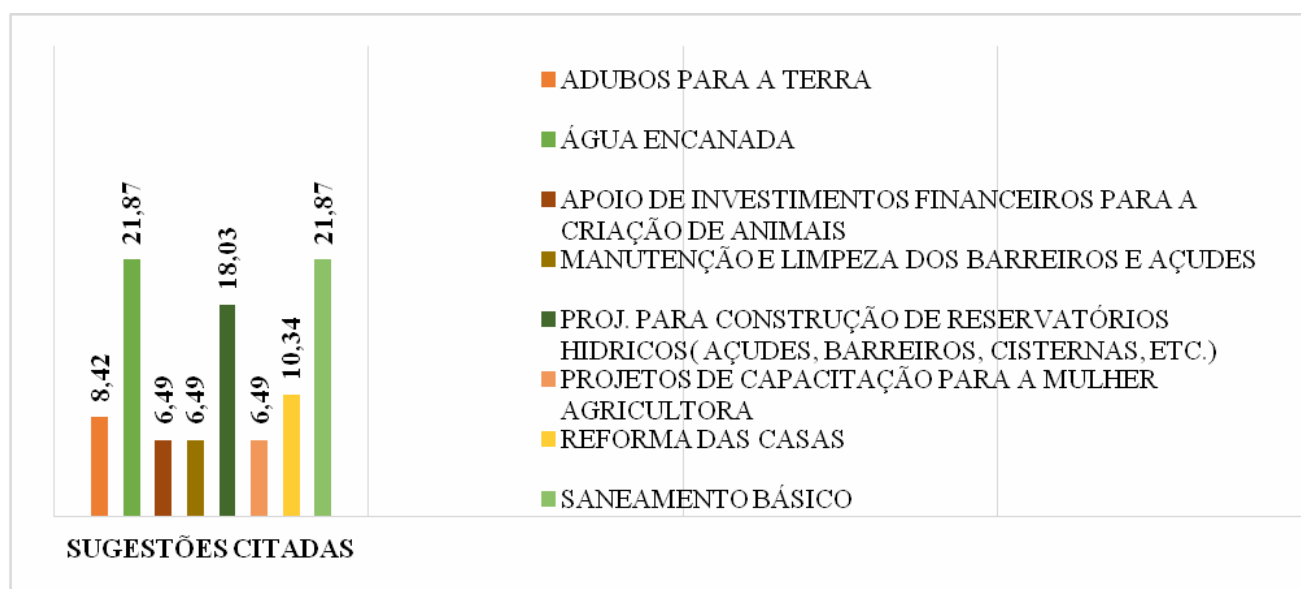 8,42
21,87
6,49
6,49
18,03
6,49
10,34
21,87
SUGESTÕES CITADAS
ADUBOS PARA A TERRA
ÁGUA ENCANADA
APOIO DE INVESTIMENTOS FINANCEIROS PARA A
CRIAÇÃO DE ANIMAIS
MANUTENÇÃO E LIMPEZA DOS BARREIROS E AÇUDES
PROJ. PARA CONSTRUÇÃO DE RESERVATÓRIOS
HIDRICOS( AÇUDES, BARREIROS, CISTERNAS, ETC.)
PROJETOS DE CAPACITAÇÃO PARA A MULHER
AGRICULTORA
REFORMA DAS CASAS
SANEAMENTO BÁSICO